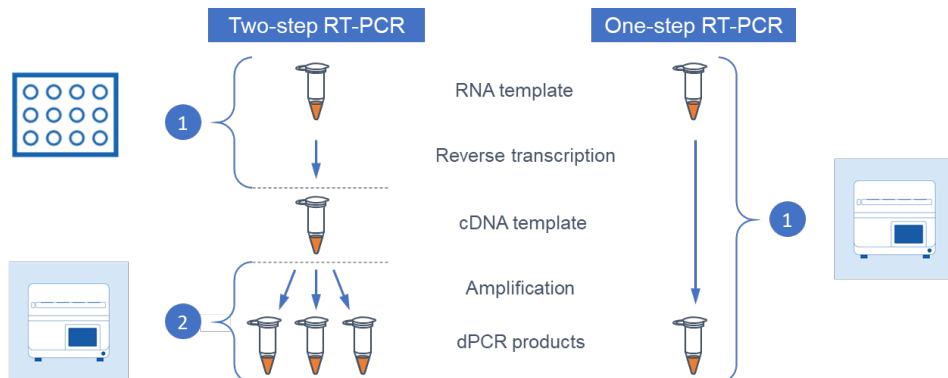 Two-step RT-PCR
One-step RT-PCR
RNA template
1
Reverse transcription
cDNA template
1
Amplification
2
dPCR products